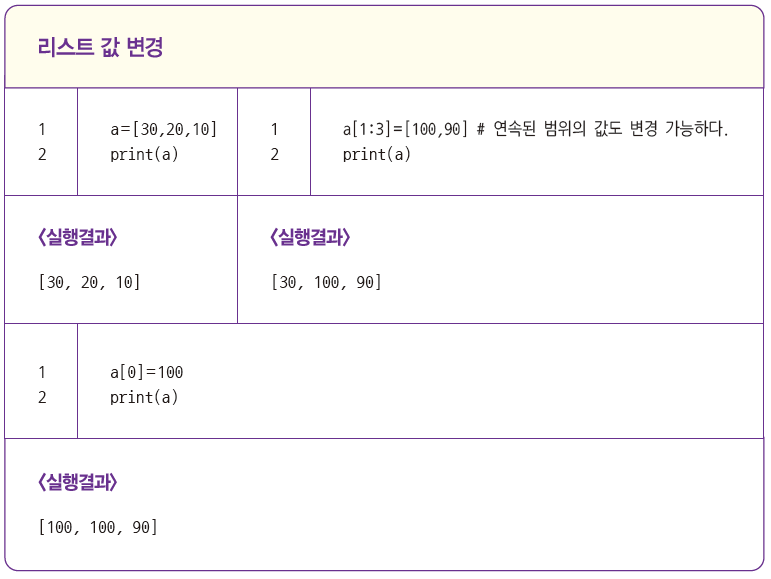 리스트 값 변경
1 a=[30,20,10]
2 print(a)
1 a[1:3]=[100,90] # 연속된 범위의 값도 변경 가능하다.
2 print(a)
<실행결과>
[30, 20, 10]
<실행결과>
[30, 100, 90]
1 a[0]=100
2 print(a)
<실행결과>
[100, 100, 90]